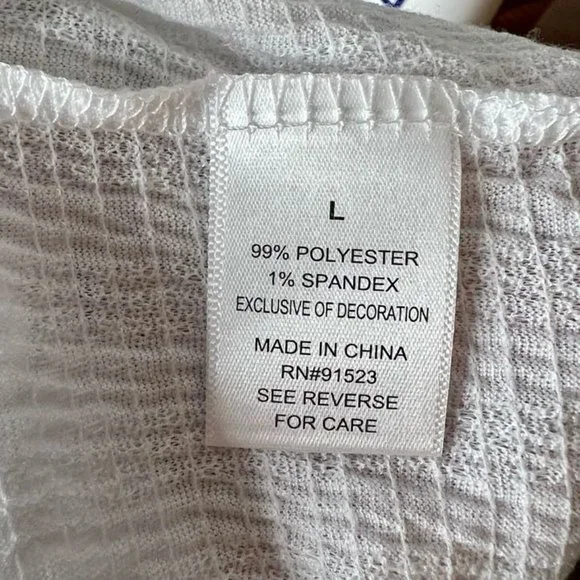 L
99% POLYESTER
1% SPANDEX
EXCLUSIVE OF DECORATION
MADE IN CHINA
RN#91523
SEE REVERSE
FOR CARE